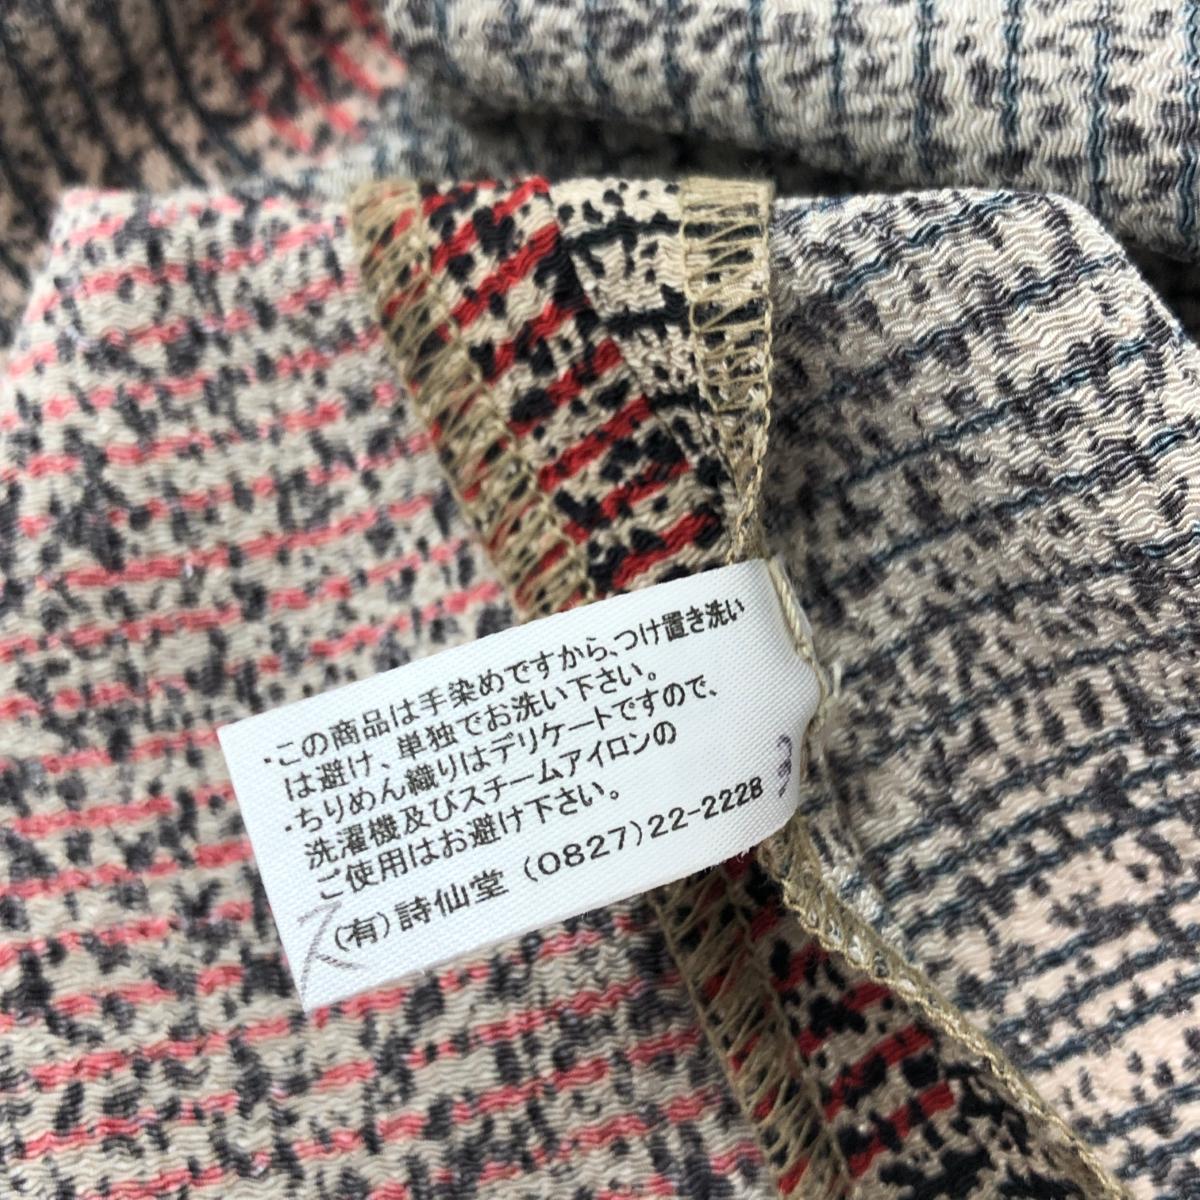 ・この商品は手染めですから、つけ置き洗い
は避け、単独でお洗い下さい。
・ちりめん織りはデリケートですので、
洗濯機及びスチームアイロンの
ご使用はお避け下さい。
(有)詩仙堂 (0827)22-2228